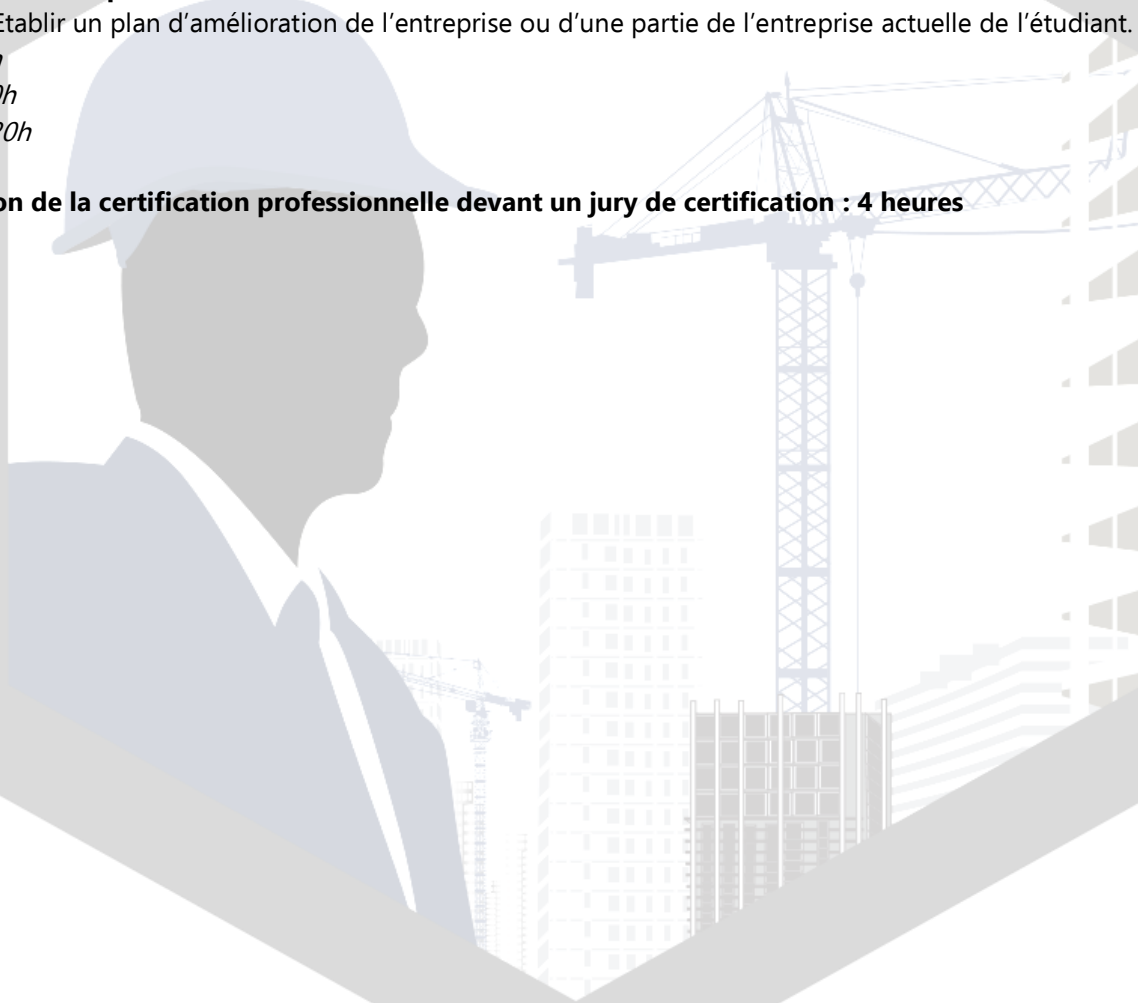 Etablir un plan d’amélioration de l’entreprise ou d’une partie de l’entreprise actuelle de l’étudiant.
0h
on de la certification professionnelle devant un jury de certification : 4 heures